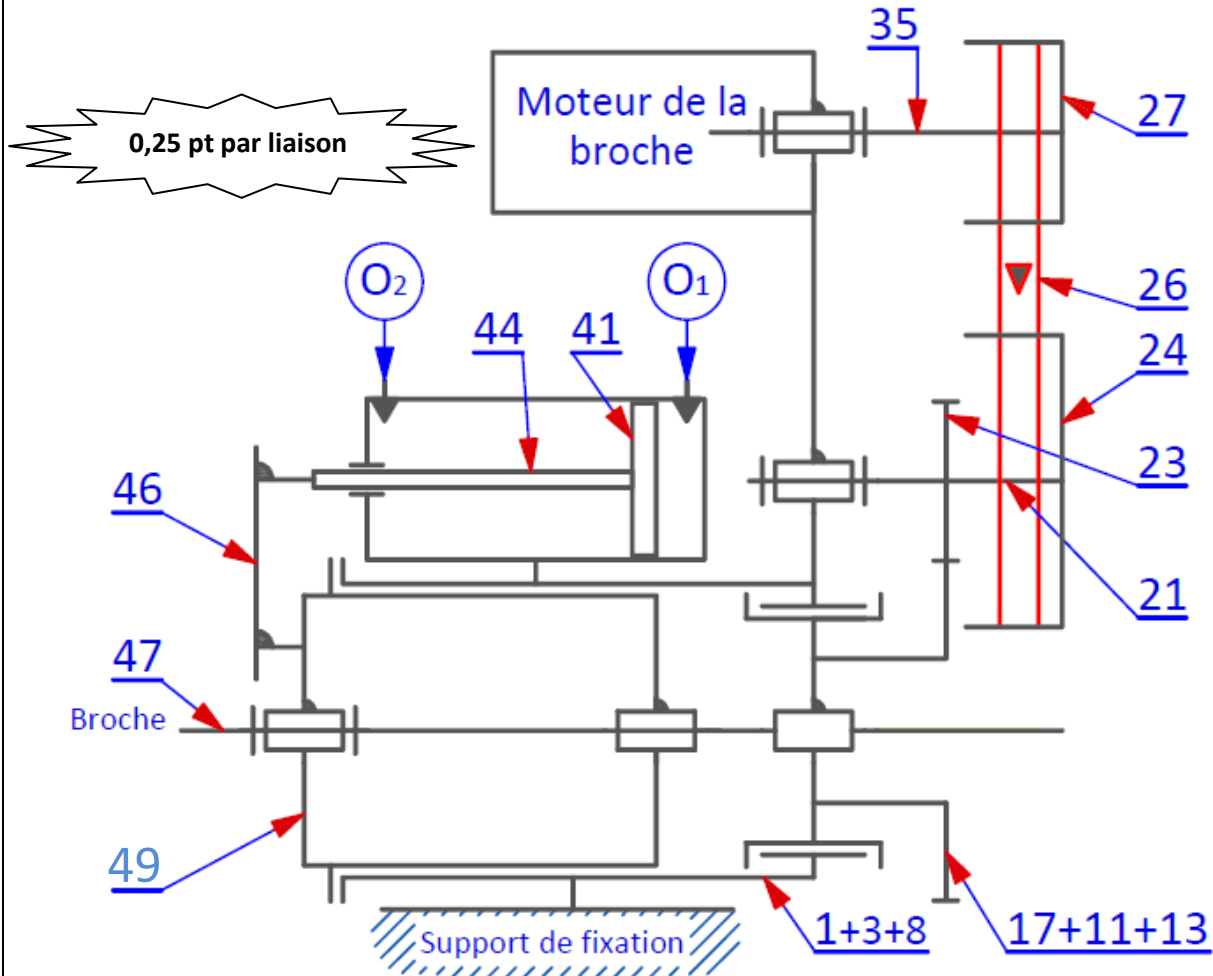 35
27
Moteur de la
broche
0,25 pt par liaison
O2
O1
26
44
41
24
23
46
21
47
Broche
49
Support de fixation
1+3+8
17+11+13